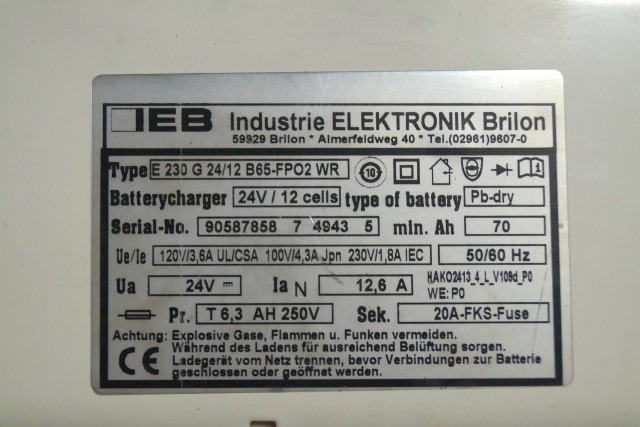 IEB Industrie ELEKTRONIK Brilon
59929 Brilon * Almerfeldweg 40 * Tel.(02961)9607-0
Type E 230 G 24/12 B65-FPO2 WR 10
Batterycharger 24V / 12 cells type of battery Pb-dry
Serial-No. 90587858 7 4943 5 min. Ah 70
Ue/Ie 120V/3,6A UL/CSA 100V/4,3A Jpn 230V/1,8A IEC 50/60 Hz
Ua 24V Ia N 12,6 A HAKO2413_4_L_V109d_P0
WE: P0
Pr. T 6,3 AH 250V Sek. 20A-FKS-Fuse
Achtung: Explosive Gase, Flammen u. Funken vermeiden.
Während des Ladens für ausreichend Belüftung sorgen.
Ladegerät vom Netz trennen, bevor Verbindungen zur Batterie
geschlossen oder geöffnet werden.
CE